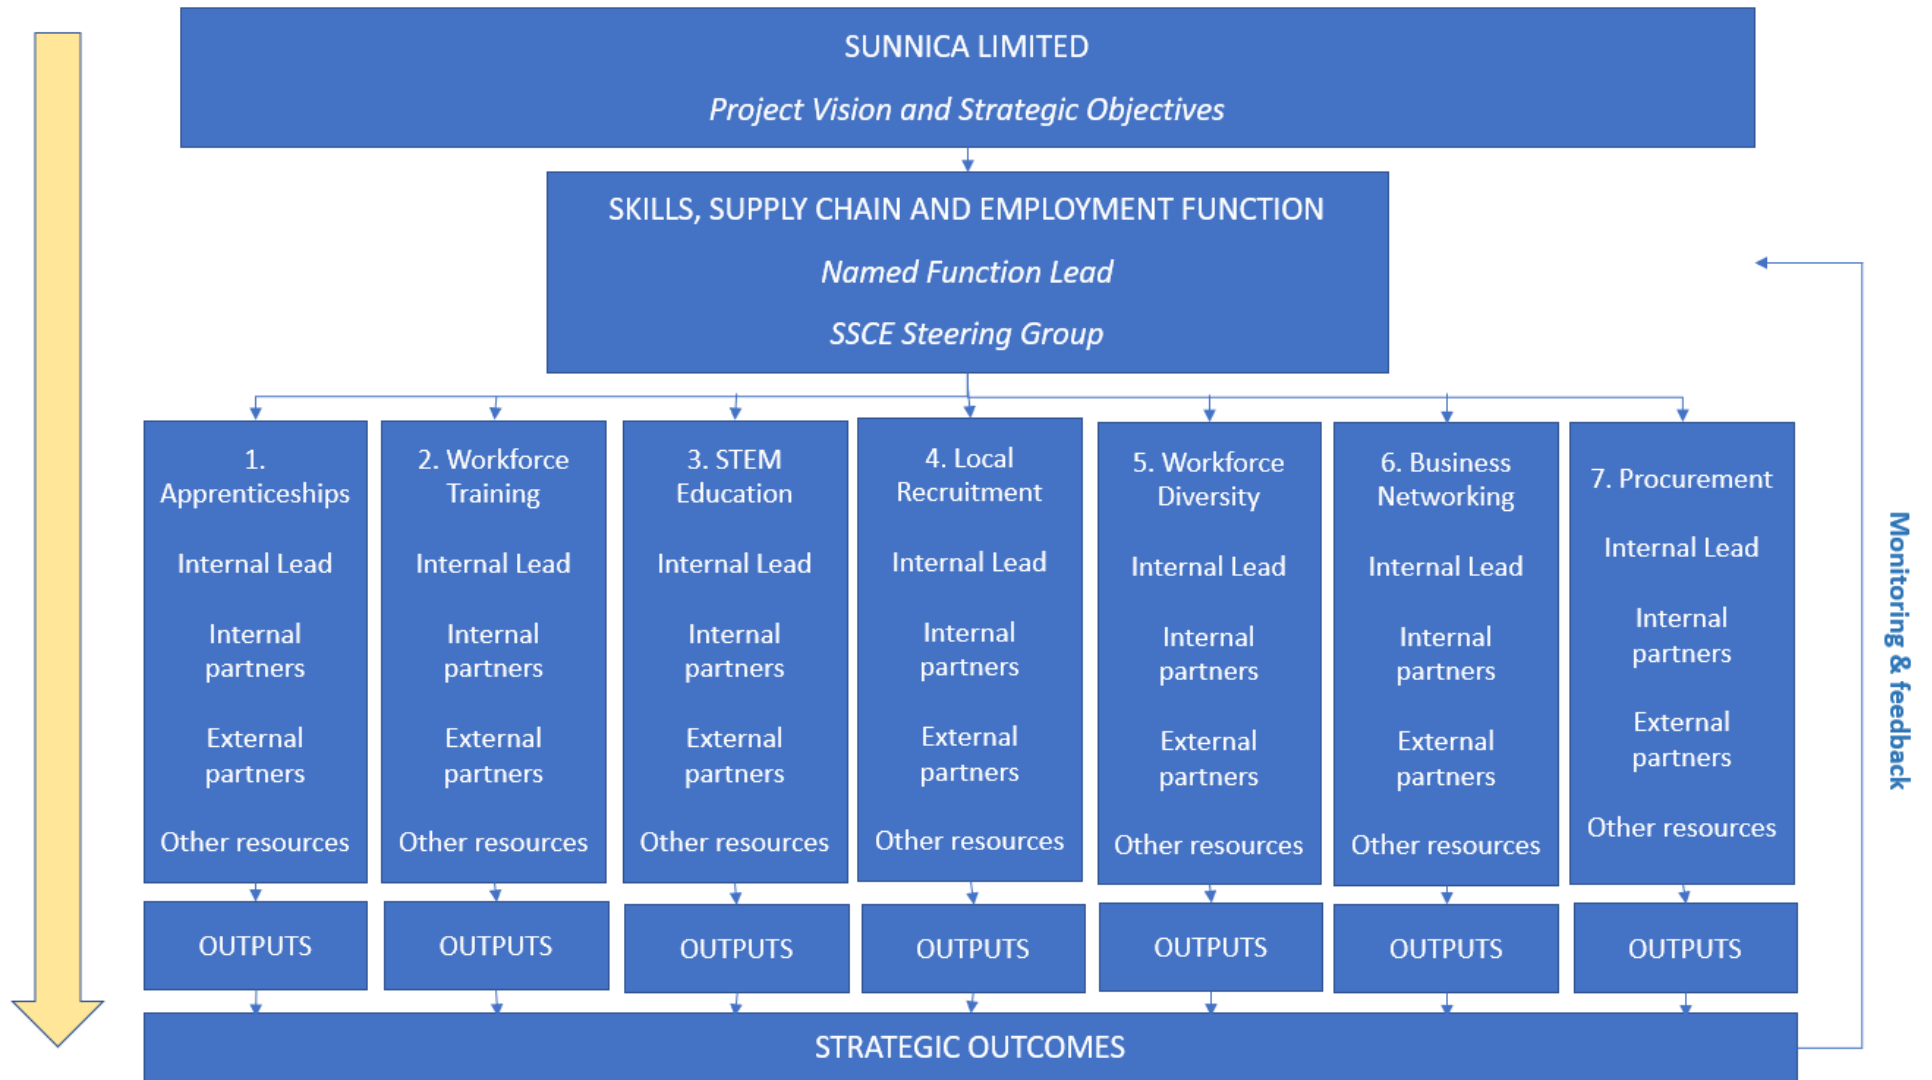 SUNNICA LIMITED
Project Vision and Strategic Objectives
SKILLS, SUPPLY CHAIN AND EMPLOYMENT FUNCTION
Named Function Lead
SSCE Steering Group
1.
Apprenticeships
Internal Lead
Internal
partners
External
partners
Other resources
2. Workforce
Training
Internal Lead
Internal
partners
External
partners
Other resources
3. STEM
Education
Internal Lead
Internal
partners
External
partners
Other resources
4. Local
Recruitment
Internal Lead
Internal
partners
External
partners
Other resources
5. Workforce
Diversity
Internal Lead
Internal
partners
External
partners
Other resources
6. Business
Networking
Internal Lead
Internal
partners
External
partners
Other resources
7. Procurement
Internal Lead
Internal
partners
External
partners
Other resources
OUTPUTS
OUTPUTS
OUTPUTS
OUTPUTS
OUTPUTS
OUTPUTS
OUTPUTS
STRATEGIC OUTCOMES
Monitoring & feedback